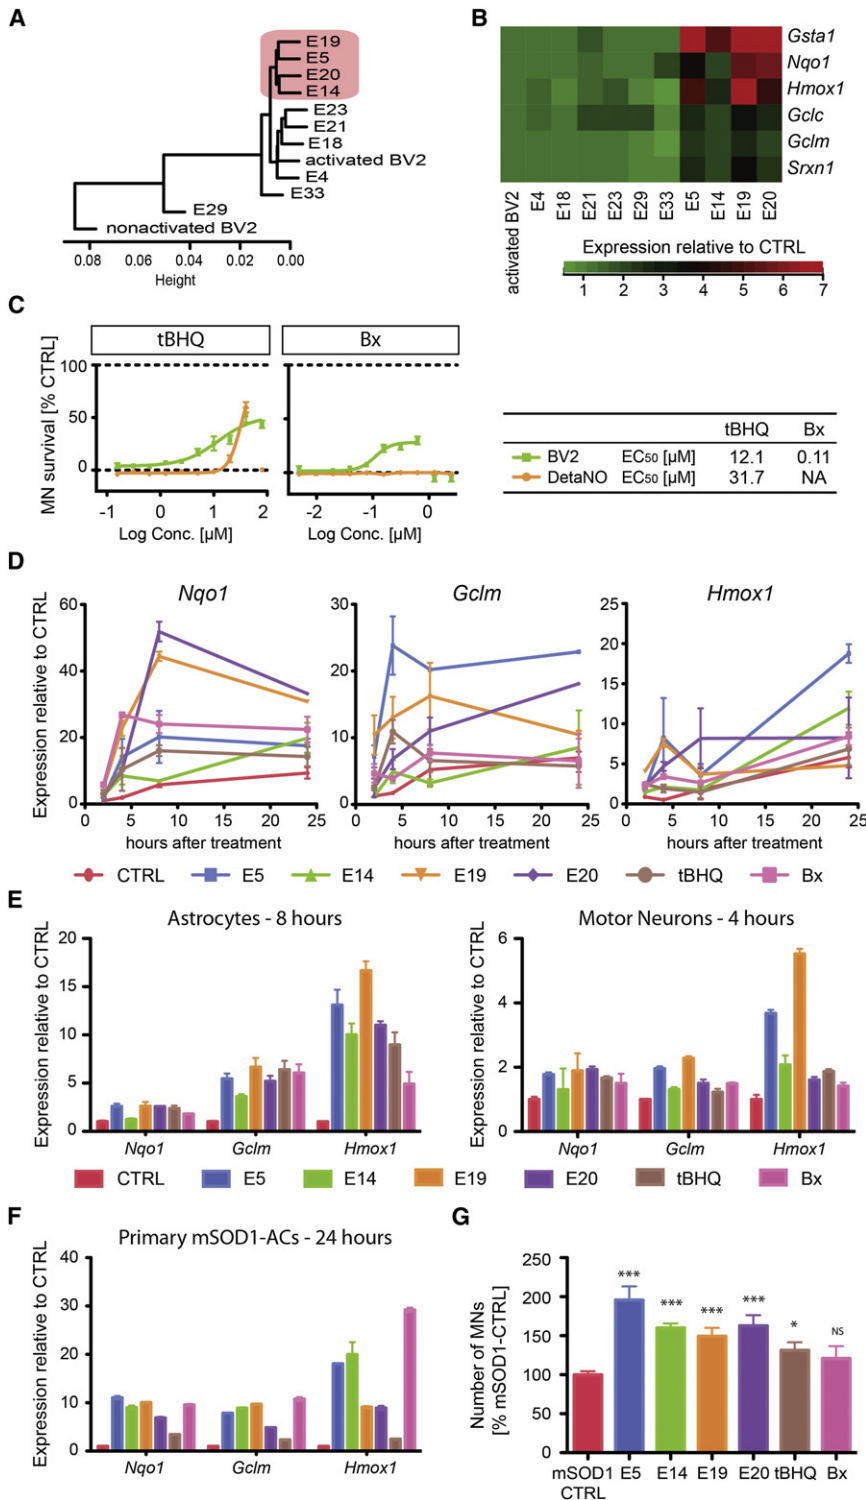 A
E19
E5
E20
E14
E23
E21
E18
activated BV2
E4
E33
E29
nonactivated BV2
0.08 0.06 0.04 0.02 0.00
Height
B
Gsta1
Nqo1
Hmox1
Gclc
Gclm
Srxn1
activated BV2 E4 E18 E21 E23 E29 E33 E5 E14 E19 E20
Expression relative to CTRL
1 2 3 4 5 6 7
C
tBHQ Bx
MN survival [% CTRL]
100
50
0
-1 0 1 2
Log Conc. [µM]
-2 -1 0
Log Conc. [µM]
tBHQ Bx
BV2 EC50 [µM] 12.1 0.11
DetaNO EC50 [µM] 31.7 NA
D
Expression relative to CTRL
Nqo1
60
40
20
0
0 5 10 15 20 25
hours after treatment
Gclm
30
20
10
0
0 5 10 15 20 25
hours after treatment
Hmox1
25
20
15
10
5
0
0 5 10 15 20 25
hours after treatment
CTRL E5 E14 E19 E20 tBHQ Bx
E
Astrocytes - 8 hours
Expression relative to CTRL
20
15
10
5
0
Nqo1 Gclm Hmox1
Motor Neurons - 4 hours
Expression relative to CTRL
6
4
2
0
Nqo1 Gclm Hmox1
CTRL E5 E14 E19 E20 tBHQ Bx
F
Primary mSOD1-ACs - 24 hours
Expression relative to CTRL
40
30
20
10
0
Nqo1 Gclm Hmox1
G
Number of MNs
[% mSOD1-CTRL]
250
200
150
100
50
0
*** *** *** *** * NS
mSOD1 E5 E14 E19 E20 tBHQ Bx
CTRL